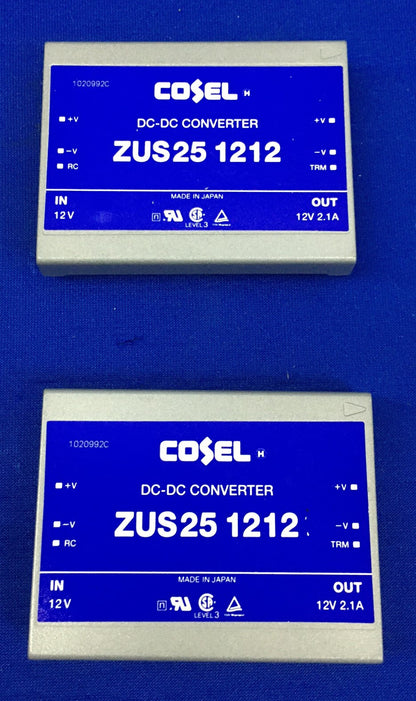 1020992C
COSEL H
DC-DC CONVERTER
+V +V
ZUS25 1212
-V -V
RC TRM
MADE IN JAPAN
IN OUT
12V 12V 2.1A
LEVEL 3
1020992C
COSEL H
DC-DC CONVERTER
+V +V
ZUS25 1212
-V -V
RC TRM
MADE IN JAPAN
IN OUT
12V 12V 2.1A
LEVEL 3